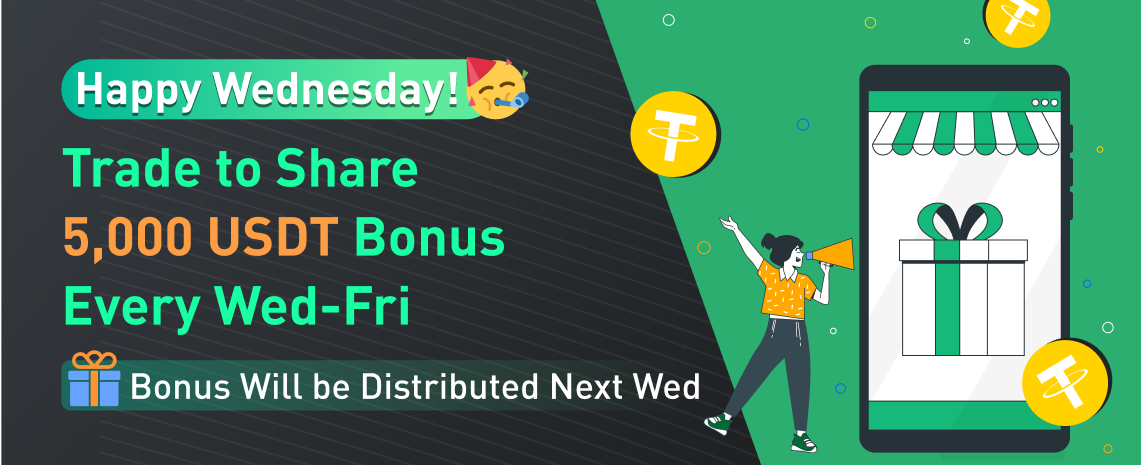 Happy Wednesday!
Trade to Share
5,000 USDT Bonus
Every Wed-Fri
Bonus Will be Distributed Next Wed